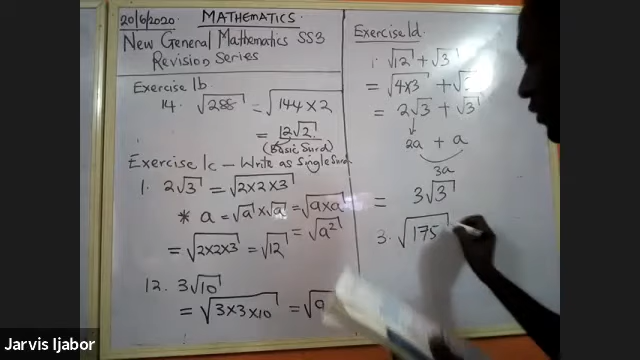 20/6/2020. MATHEMATICS.
New General Mathematics SS3
Revision Series
Exercise 1b
14. √288 = √144 × 2
= 12√2
(Basic Surd)
Exercise 1c - Write as Single Surd
1. 2√3 = √2×2×3
* a = √a × √a = √a×a
= √a²
= √2×2×3 = √12
12. 3√10
= √3×3×10 = √9
Exercise 1d
1. √12 + √3
= √4×3 + √3
= 2√3 + √3
2a + a
3a
= 3√3
3. √175
Jarvis Ijabor